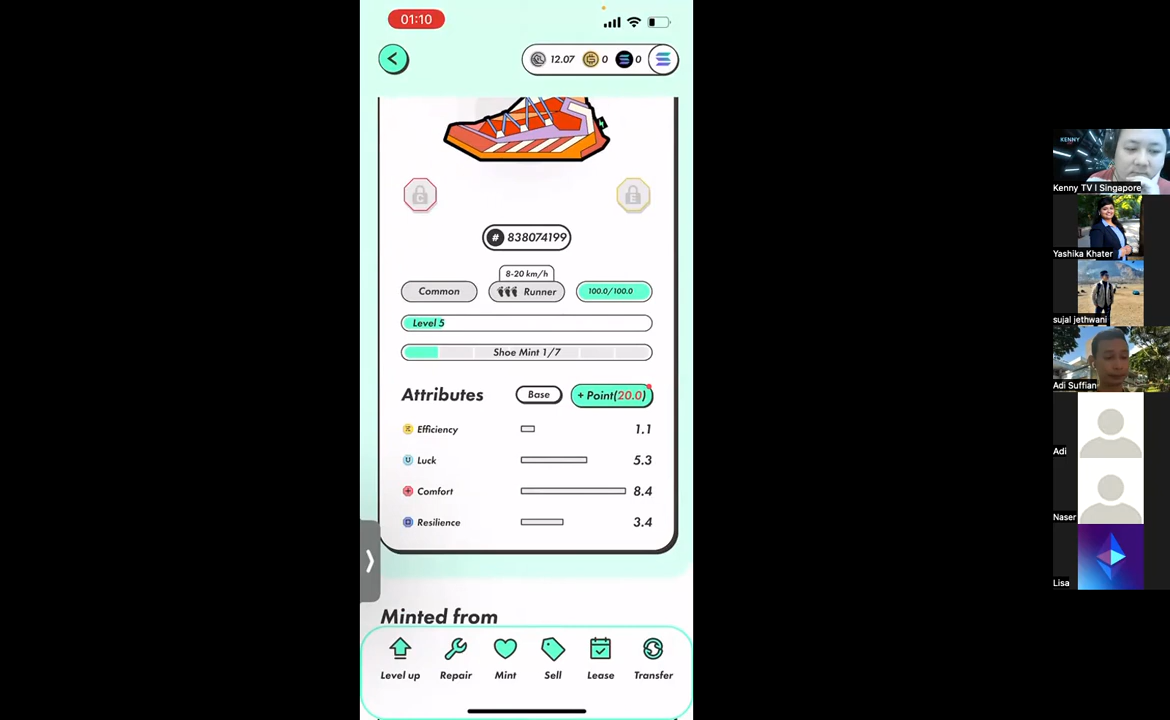 01:10
12.07 0 0
C
E
# 838074199
8-20 km/h
Common Runner 100.0/100.0
Level 5
Shoe Mint 1/7
Attributes Base + Point(20.0)
Efficiency 1.1
Luck 5.3
Comfort 8.4
Resilience 3.4
Minted from
Level up Repair Mint Sell Lease Transfer
KENNY
Kenny TV I Singapore
Yashika Khater
sujal jethwani
Adi Suffian
Adi
Naser
Lisa